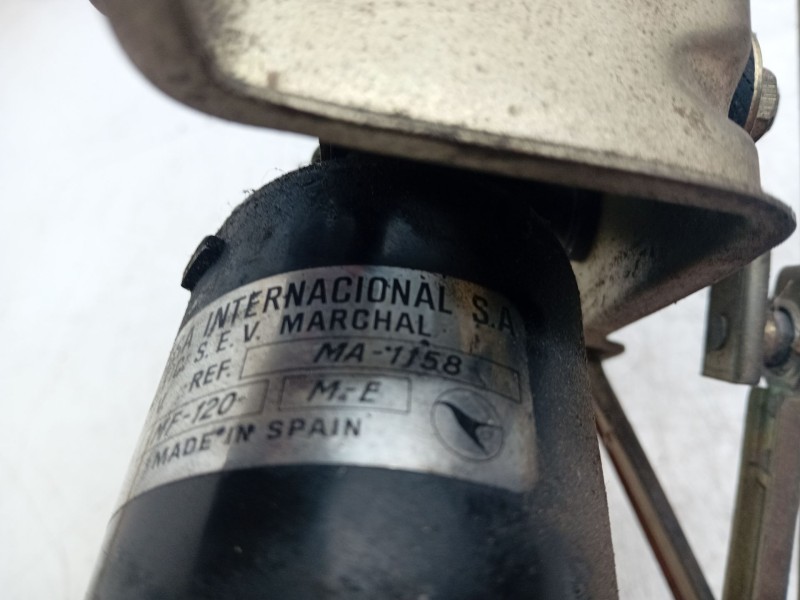 INTERNACIONAL S.A.
S. E. V. MARCHAL
REF. MA-1158
MF-120 M.-E
MADE IN SPAIN